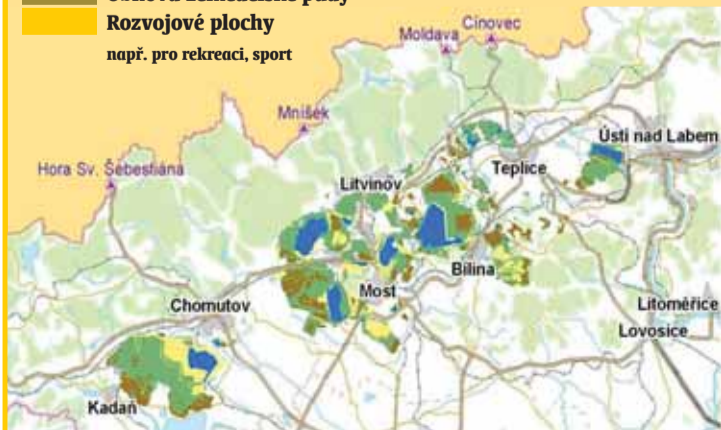 Rozvojové plochy
např. pro rekreaci, sport
Moldava
Cínovec
Mníšek
Ústí nad Labem
Hora Sv. Šebestiána
Teplice
Litvínov
Bílina
Most
Chomutov
Litoměřice
Lovosice
Kadaň